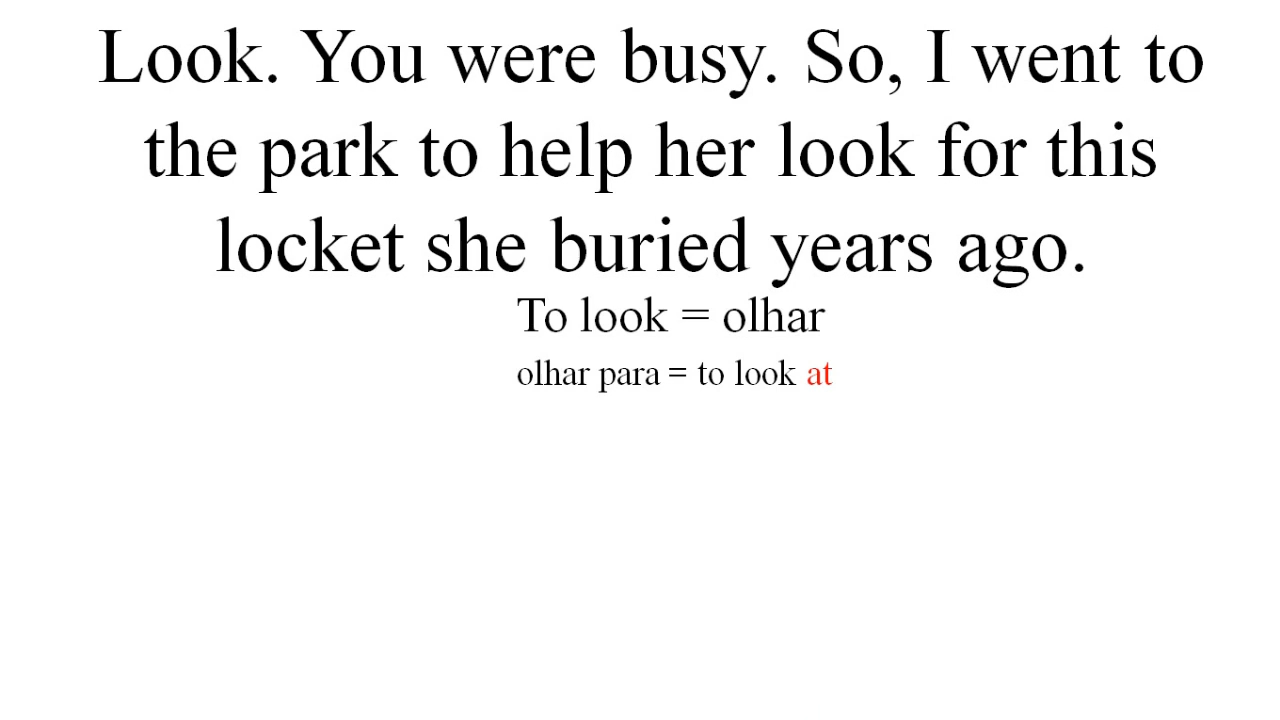 Look. You were busy. So, I went to
the park to help her look for this
locket she buried years ago.
To look = olhar
olhar para = to look at